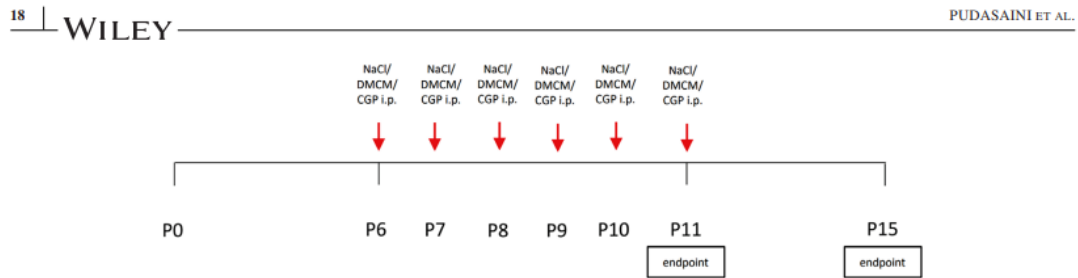 18 WILEY PUDASAINI ET AL.
NaCl/ NaCl/ NaCl/ NaCl/ NaCl/ NaCl/
DMCM/ DMCM/ DMCM/ DMCM/ DMCM/ DMCM/
CGP i.p. CGP i.p. CGP i.p. CGP i.p. CGP i.p. CGP i.p.
P0 P6 P7 P8 P9 P10 P11 P15
endpoint endpoint